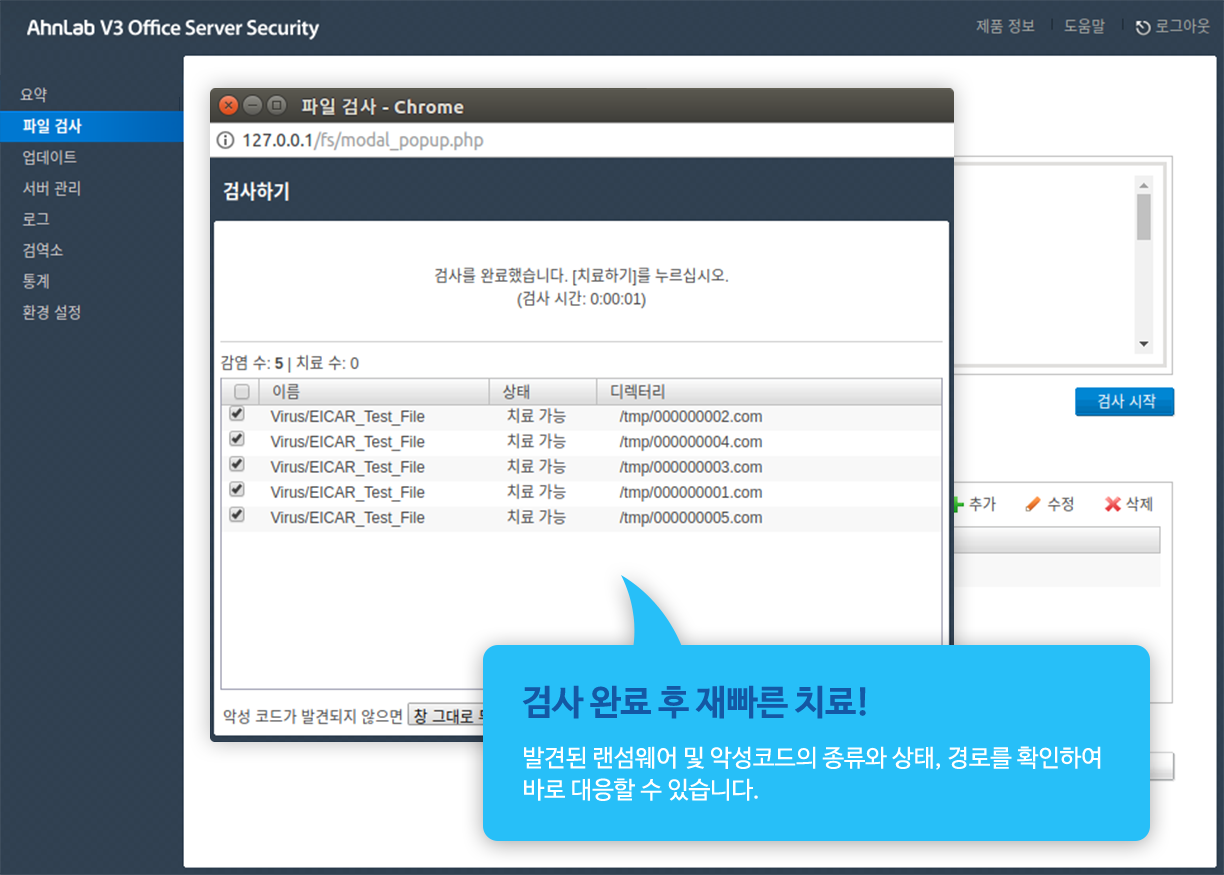 AhnLab V3 Office Server Security
제품 정보 도움말 로그아웃
요약
파일 검사
업데이트
서버 관리
로그
검역소
통계
환경 설정
파일 검사 - Chrome
127.0.0.1/fs/modal_popup.php
검사하기
검사를 완료했습니다. [치료하기]를 누르십시오.
(검사 시간: 0:00:01)
감염 수: 5 | 치료 수: 0
이름 상태 디렉터리
Virus/EICAR_Test_File 치료 가능 /tmp/000000002.com
Virus/EICAR_Test_File 치료 가능 /tmp/000000004.com
Virus/EICAR_Test_File 치료 가능 /tmp/000000003.com
Virus/EICAR_Test_File 치료 가능 /tmp/000000001.com
Virus/EICAR_Test_File 치료 가능 /tmp/000000005.com
검사 시작
추가 수정 삭제
악성 코드가 발견되지 않으면 창 그대로
검사 완료 후 재빠른 치료!
발견된 랜섬웨어 및 악성코드의 종류와 상태, 경로를 확인하여
바로 대응할 수 있습니다.